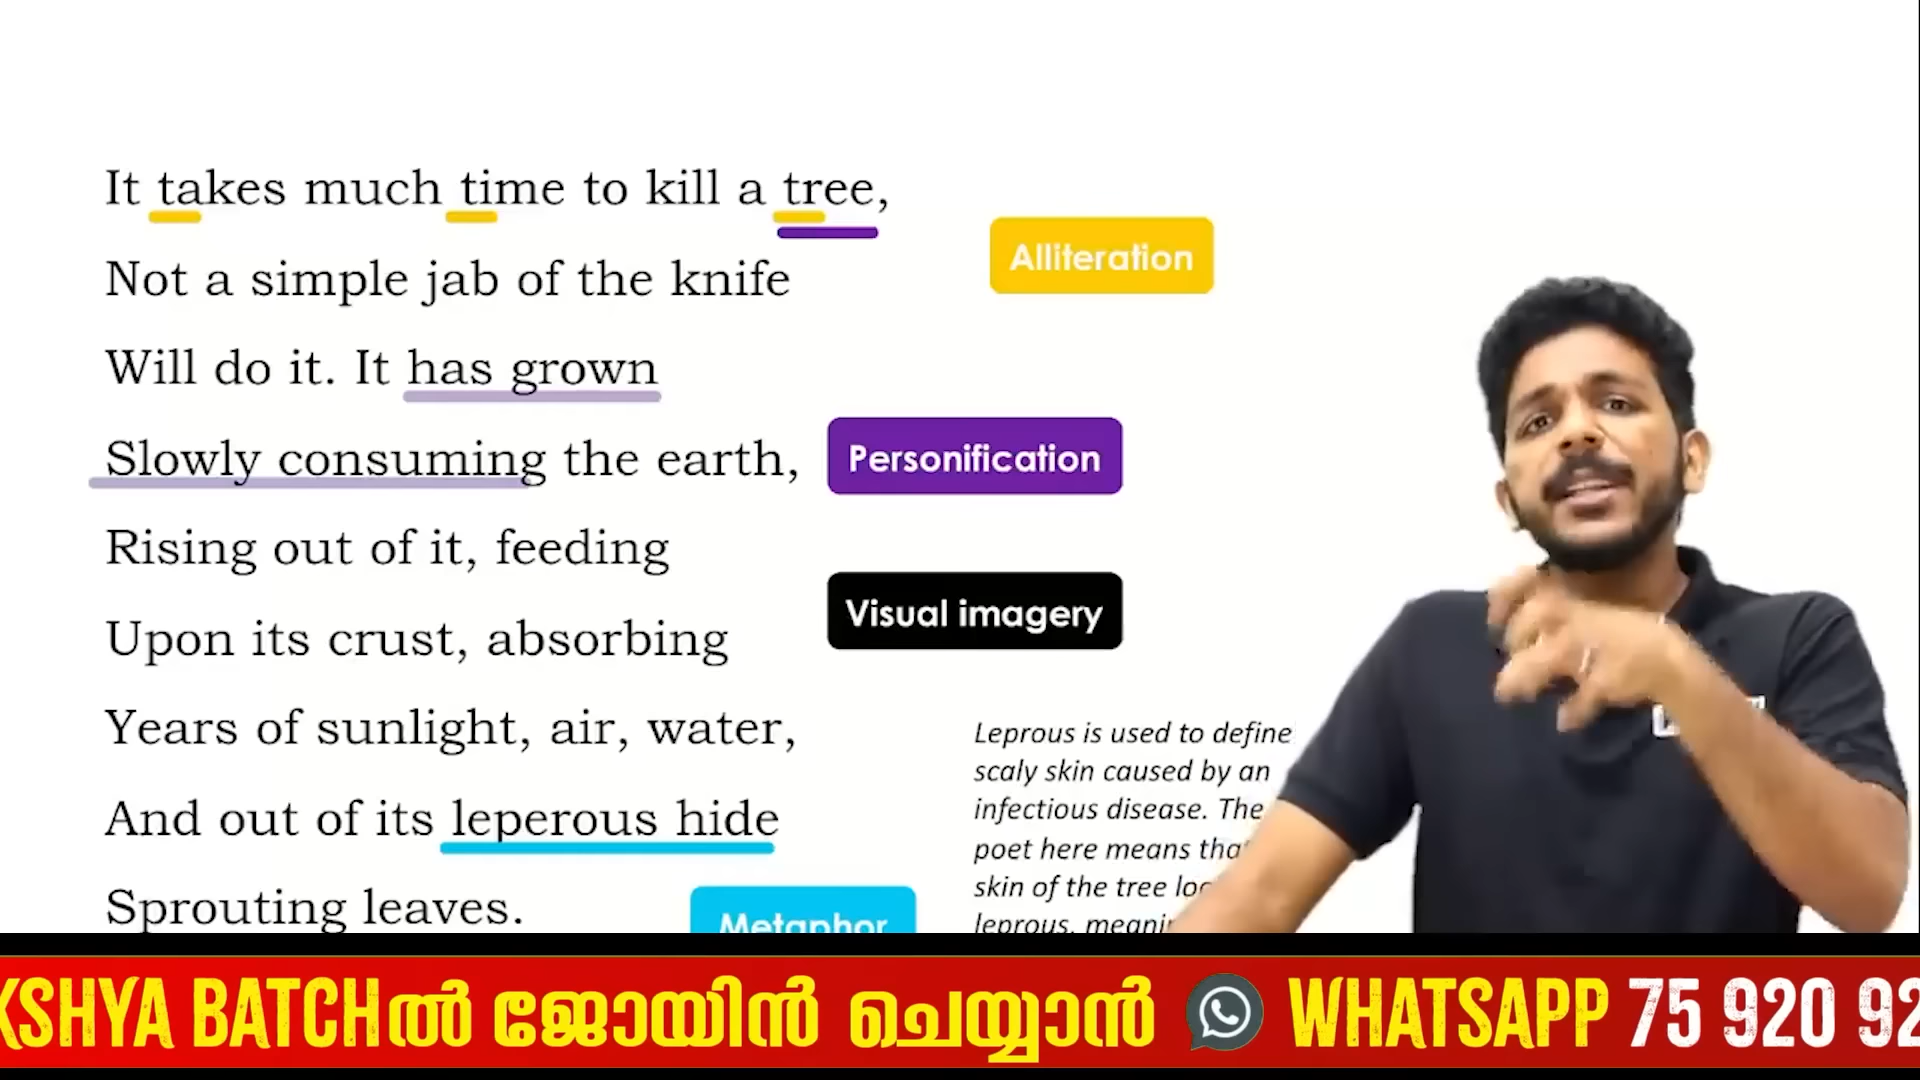 It takes much time to kill a tree,
Not a simple jab of the knife
Will do it. It has grown
Slowly consuming the earth,
Rising out of it, feeding
Upon its crust, absorbing
Years of sunlight, air, water,
And out of its leperous hide
Sprouting leaves.
Alliteration
Personification
Visual imagery
Metaphor
Leprous is used to define
scaly skin caused by an
infectious disease. The
poet here means
skin of the tree
leprous,
KSHYA BATCHൽ ജോയിൻ ചെയ്യാൻ WHATSAPP 75 920 92